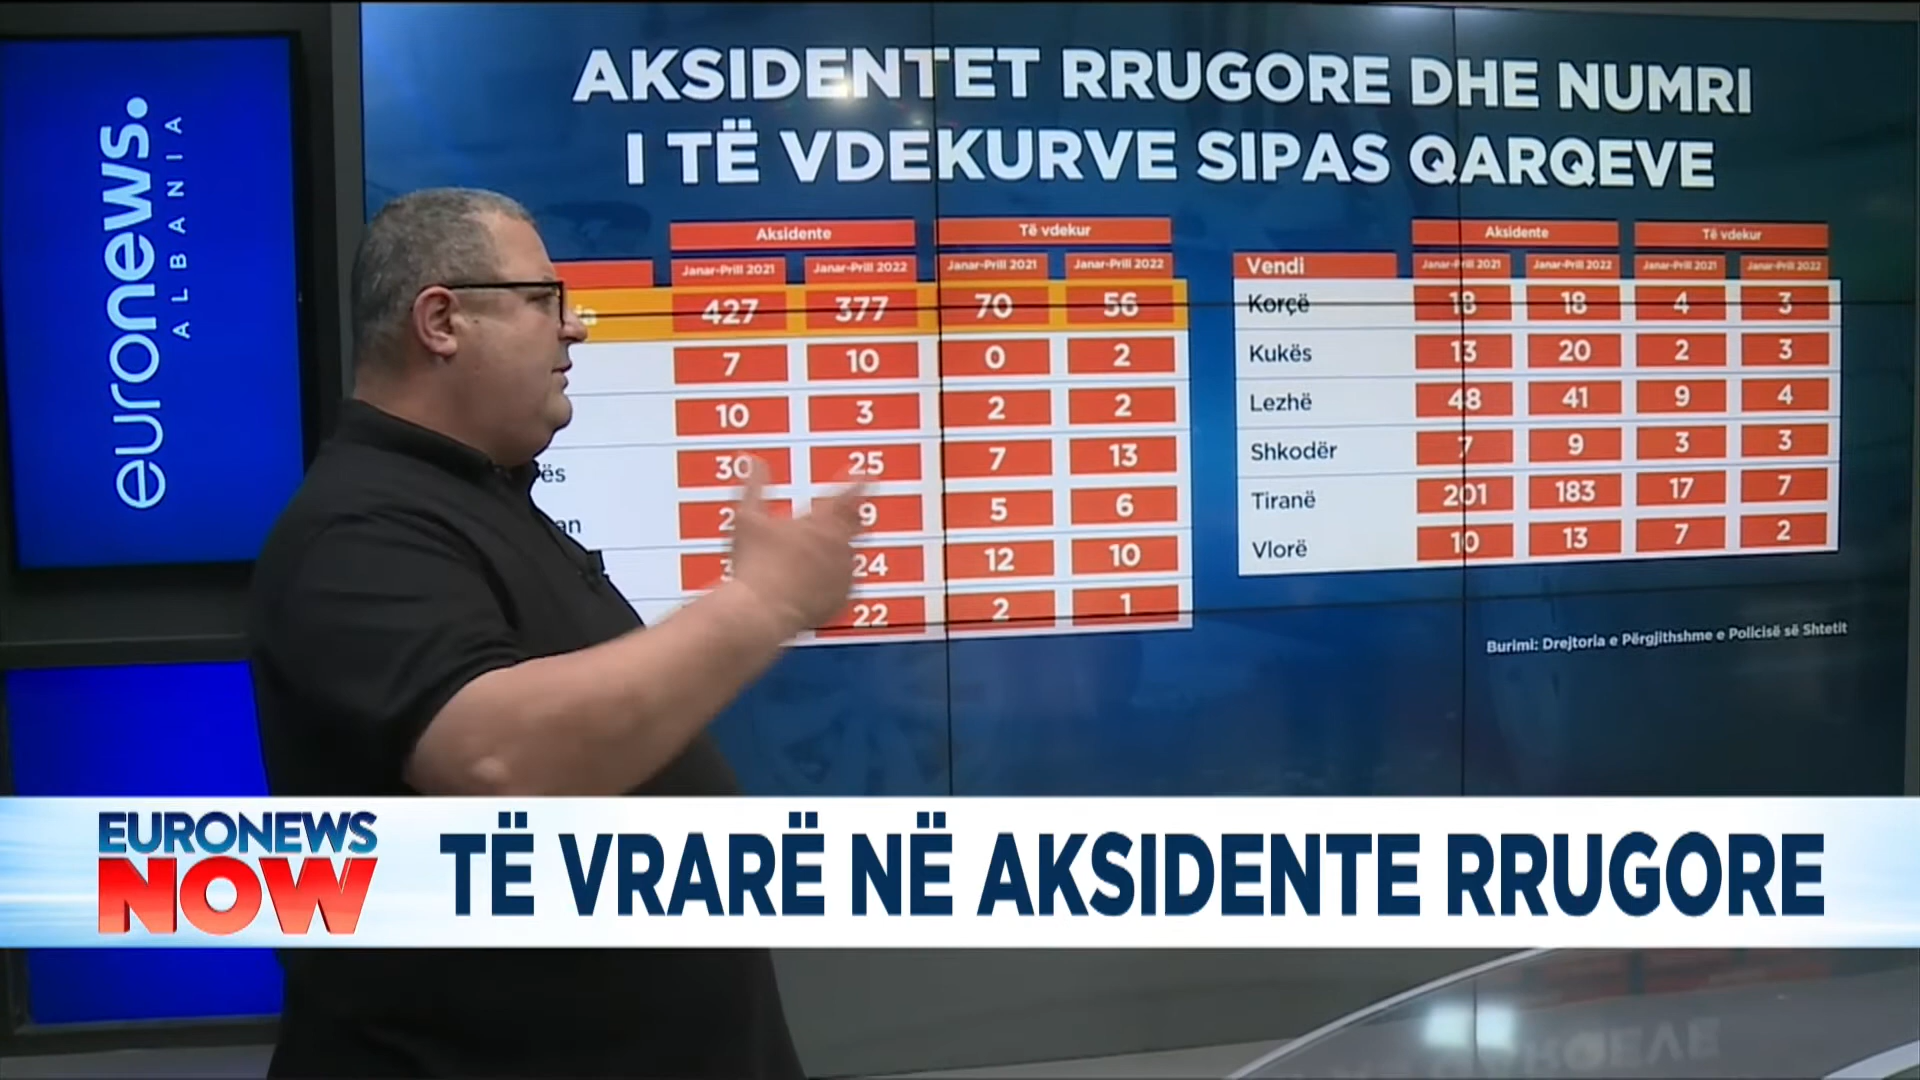 euronews.
ALBANIA
AKSIDENTET RRUGORE DHE NUMRI
I TË VDEKURVE SIPAS QARQEVE
Aksidente Të vdekur
Janar-Prill 2021 Janar-Prill 2022 Janar-Prill 2021 Janar-Prill 2022
427 377 70 56
7 10 0 2
10 3 2 2
30 25 7 13
9 5 6
24 12 10
22 2 1
Aksidente Të vdekur
Vendi Janar-Prill 2021 Janar-Prill 2022 Janar-Prill 2021 Janar-Prill 2022
Korçë 18 18 4 3
Kukës 13 20 2 3
Lezhë 48 41 9 4
Shkodër 7 9 3 3
Tiranë 201 183 17 7
Vlorë 10 13 7 2
Burimi: Drejtoria e Përgjithshme e Policisë së Shtetit
EURONEWS
NOW
TË VRARË NË AKSIDENTE RRUGORE